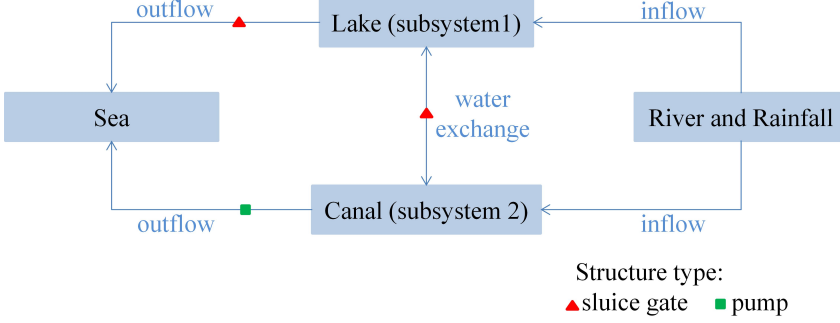 outflow
inflow
Lake (subsystem1)
water
exchange
Sea
River and Rainfall
Canal (subsystem 2)
outflow
inflow
Structure type:
sluice gate
pump